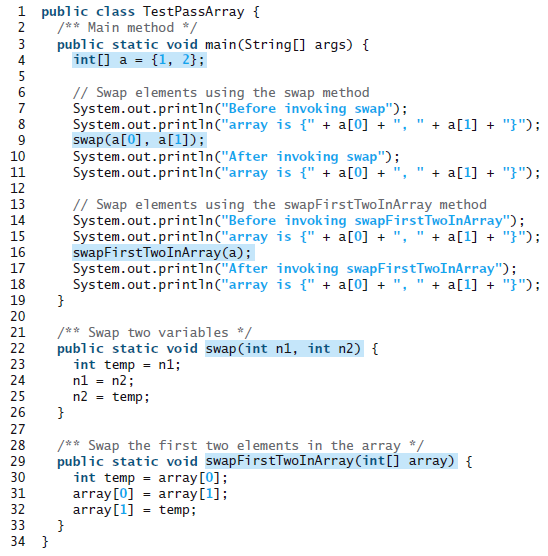 1 public class TestPassArray {
2 /** Main method */
3 public static void main(String[] args) {
4 int[] a = {1, 2};
5
6 // Swap elements using the swap method
7 System.out.println("Before invoking swap");
8 System.out.println("array is {" + a[0] + ", " + a[1] + "}");
9 swap(a[0], a[1]);
10 System.out.println("After invoking swap");
11 System.out.println("array is {" + a[0] + ", " + a[1] + "}");
12
13 // Swap elements using the swapFirstTwoInArray method
14 System.out.println("Before invoking swapFirstTwoInArray");
15 System.out.println("array is {" + a[0] + ", " + a[1] + "}");
16 swapFirstTwoInArray(a);
17 System.out.println("After invoking swapFirstTwoInArray");
18 System.out.println("array is {" + a[0] + ", " + a[1] + "}");
19 }
20
21 /** Swap two variables */
22 public static void swap(int n1, int n2) {
23 int temp = n1;
24 n1 = n2;
25 n2 = temp;
26 }
27
28 /** Swap the first two elements in the array */
29 public static void swapFirstTwoInArray(int[] array) {
30 int temp = array[0];
31 array[0] = array[1];
32 array[1] = temp;
33 }
34 }